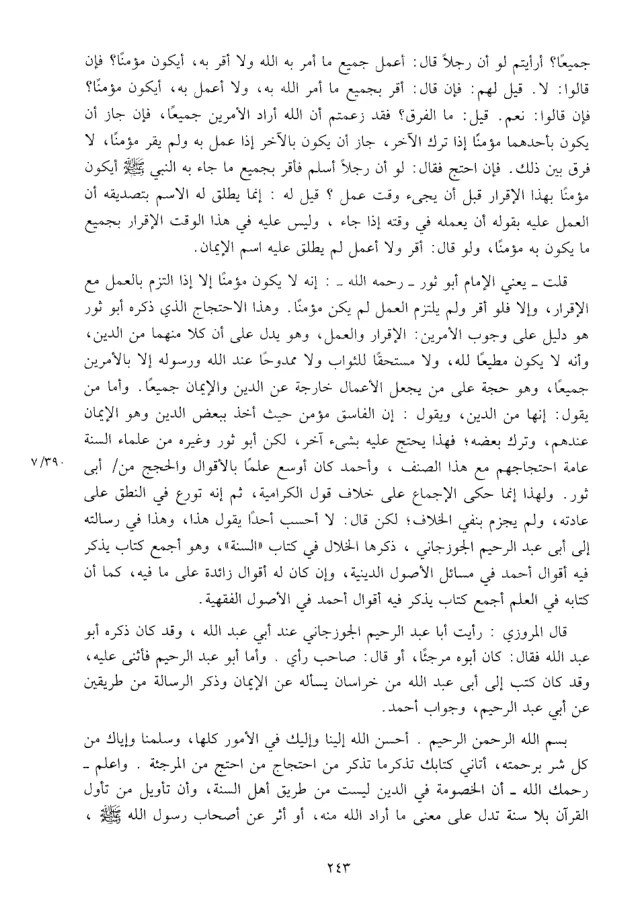 جميعًا؟ أرأيتم لو أن رجلاً قال: أعمل جميع ما أمر به الله ولا أقر به، أيكون مؤمنًا؟ فإن
قالوا: لا. قيل لهم: فإن قال: أقر بجميع ما أمر الله به، ولا أعمل به، أيكون مؤمنًا؟
فإن قالوا: نعم. قيل: ما الفرق؟ فقد زعمتم أن الله أراد الأمرين جميعًا، فإن جاز أن
يكون بأحدهما مؤمنًا إذا ترك الآخر، جاز أن يكون بالآخر إذا عمل به ولم يقر مؤمنًا، لا
فرق بين ذلك. فإن احتج فقال: لو أن رجلاً أسلم فأقر بجميع ما جاء به النبي ﷺ أيكون
مؤمنًا بهذا الإقرار قبل أن يجىء وقت عمل ؟ قيل له : إنما يطلق له الاسم بتصديقه أن
العمل عليه بقوله أن يعمله في وقته إذا جاء ، وليس عليه في هذا الوقت الإقرار بجميع
ما يكون به مؤمنًا، ولو قال: أقر ولا أعمل لم يطلق عليه اسم الإيمان.
قلت ـ يعني الإمام أبو ثور ـ رحمه الله ـ : إنه لا يكون مؤمنًا إلا إذا التزم بالعمل مع
الإقرار، وإلا فلو أقر ولم يلتزم العمل لم يكن مؤمنًا. وهذا الاحتجاج الذي ذكره أبو ثور
هو دليل على وجوب الأمرين: الإقرار والعمل، وهو يدل على أن كلا منهما من الدين،
وأنه لا يكون مطيعًا لله، ولا مستحقًا للثواب ولا ممدوحًا عند الله ورسوله إلا بالأمرين
جميعًا، وهو حجة على من يجعل الأعمال خارجة عن الدين والإيمان جميعًا. وأما من
يقول: إنها من الدين، ويقول : إن الفاسق مؤمن حيث أخذ ببعض الدين وهو الإيمان
عندهم، وترك بعضه؛ فهذا يحتج عليه بشىء آخر، لكن أبو ثور وغيره من علماء السنة
عامة احتجاجهم مع هذا الصنف ، وأحمد كان أوسع علمًا بالأقوال والحجج من/ أبى
٧/٣٩٠
ثور. ولهذا إنما حكى الإجماع على خلاف قول الكرامية، ثم إنه تورع في النطق على
عادته، ولم يجزم بنفي الخلاف؛ لكن قال: لا أحسب أحدًا يقول هذا، وهذا في رسالته
إلى أبى عبد الرحيم الجوزجاني ، ذكرها الخلال في كتاب «السنة»، وهو أجمع كتاب يذكر
فيه أقوال أحمد في مسائل الأصول الدينية، وإن كان له أقوال زائدة على ما فيه، كما أن
كتابه في العلم أجمع كتاب يذكر فيه أقوال أحمد في الأصول الفقهية.
قال المروزي : رأيت أبا عبد الرحيم الجوزجاني عند أبي عبد الله ، وقد كان ذكره أبو
عبد الله فقال: كان أبوه مرجئًا، أو قال: صاحب رأي . وأما أبو عبد الرحيم فأثنى عليه،
وقد كان كتب إلى أبى عبد الله من خراسان يسأله عن الإيمان وذكر الرسالة من طريقين
عن أبي عبد الرحيم، وجواب أحمد.
بسم الله الرحمن الرحيم . أحسن الله إلينا وإليك في الأمور كلها، وسلمنا وإياك من
كل شر برحمته، أتاني كتابك تذكرما تذكر من احتجاج من احتج من المرجئة . واعلم ـ
رحمك الله ـ أن الخصومة في الدين ليست من طريق أهل السنة، وأن تأويل من تأول
القرآن بلا سنة تدل على معنى ما أراد الله منه، أو أثر عن أصحاب رسول الله ﷺ ،
٢٤٣